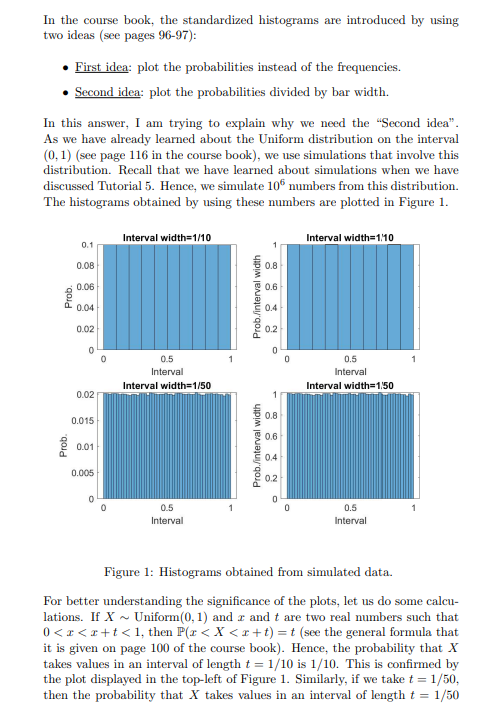 In the course book, the standardized histograms are introduced by using
two ideas (see pages 96-97):
• First idea: plot the probabilities instead of the frequencies.
• Second idea: plot the probabilities divided by bar width.
In this answer, I am trying to explain why we need the “Second idea”.
As we have already learned about the Uniform distribution on the interval
(0, 1) (see page 116 in the course book), we use simulations that involve this
distribution. Recall that we have learned about simulations when we have
discussed Tutorial 5. Hence, we simulate 10⁶ numbers from this distribution.
The histograms obtained by using these numbers are plotted in Figure 1.
Interval width=1/10
0.1
0.08
0.06
0.04
0.02
0
Prob.
0 0.5 1
Interval
Interval width=1/10
1
0.8
0.6
0.4
0.2
0
Prob./interval width
0 0.5 1
Interval
Interval width=1/50
0.02
0.015
0.01
0.005
0
Prob.
0 0.5 1
Interval
Interval width=1/50
1
0.8
0.6
0.4
0.2
0
Prob./interval width
0 0.5 1
Interval
Figure 1: Histograms obtained from simulated data.
For better understanding the significance of the plots, let us do some calcu-
lations. If X ∼ Uniform(0, 1) and x and t are two real numbers such that
0 < x < x + t < 1, then ℙ(x < X < x + t) = t (see the general formula that
it is given on page 100 of the course book). Hence, the probability that X
takes values in an interval of length t = 1/10 is 1/10. This is confirmed by
the plot displayed in the top-left of Figure 1. Similarly, if we take t = 1/50,
then the probability that X takes values in an interval of length t = 1/50